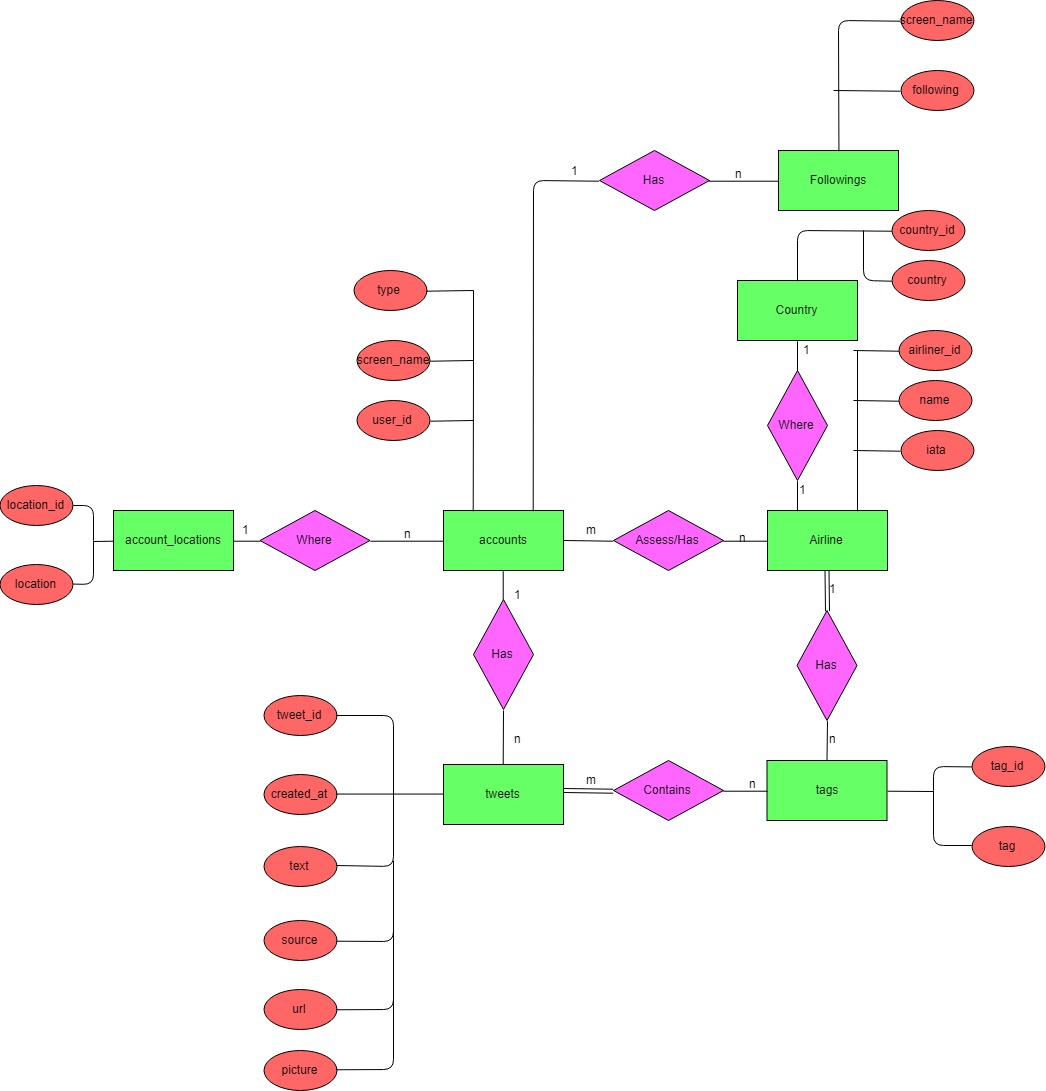 screen_name
following
1
Has
n
Followings
country_id
country
type
Country
screen_name
1
airliner_id
name
user_id
Where
iata
1
location_id
account_locations
1
Where
n
accounts
m
Assess/Has
n
Airline
location
1
1
Has
Has
tweet_id
n
n
created_at
tweets
m
Contains
n
tags
tag_id
text
tag
source
url
picture